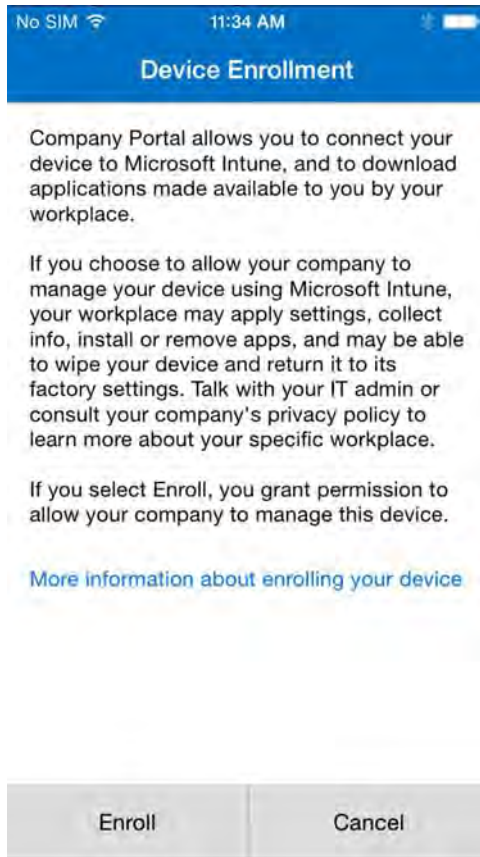 No SIM 11:34 AM
Device Enrollment
Company Portal allows you to connect your
device to Microsoft Intune, and to download
applications made available to you by your
workplace.
If you choose to allow your company to
manage your device using Microsoft Intune,
your workplace may apply settings, collect
info, install or remove apps, and may be able
to wipe your device and return it to its
factory settings. Talk with your IT admin or
consult your company's privacy policy to
learn more about your specific workplace.
If you select Enroll, you grant permission to
allow your company to manage this device.
More information about enrolling your device
Enroll Cancel